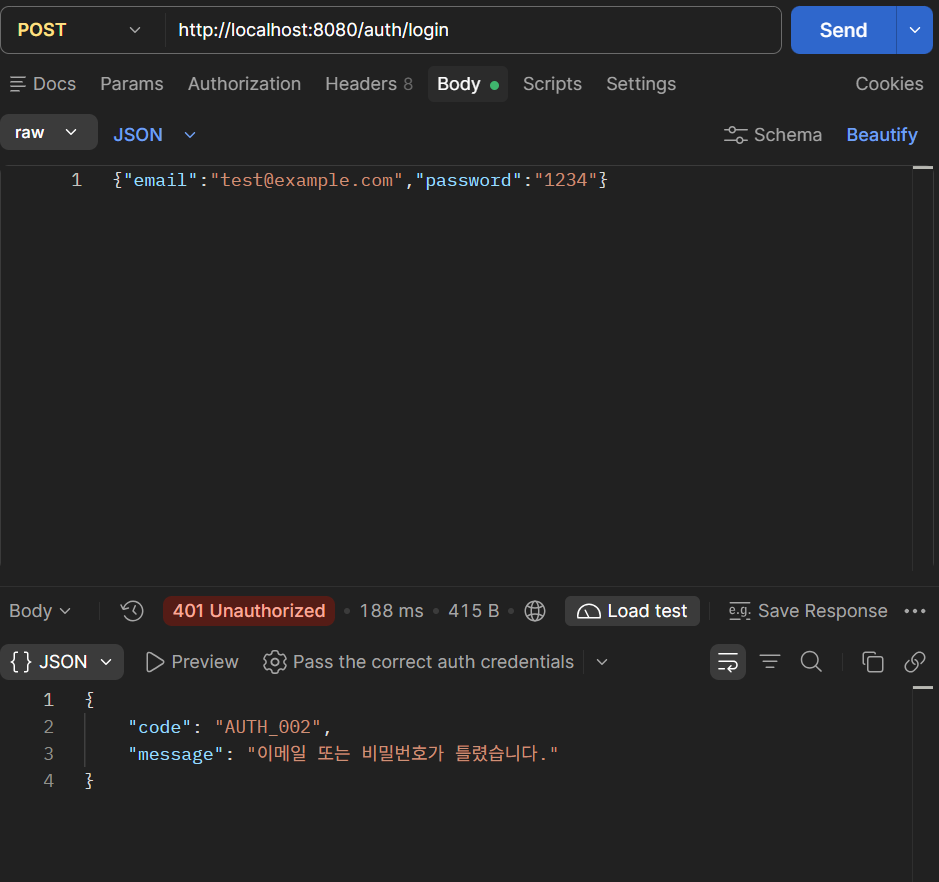 POST http://localhost:8080/auth/login Send
Docs Params Authorization Headers 8 Body Scripts Settings Cookies
raw JSON Schema Beautify
1 {"email":"test@example.com","password":"1234"}
Body 401 Unauthorized • 188 ms • 415 B • Load test e.g. Save Response
{} JSON Preview Pass the correct auth credentials
1 {
2 "code": "AUTH_002",
3 "message": "이메일 또는 비밀번호가 틀렸습니다."
4 }